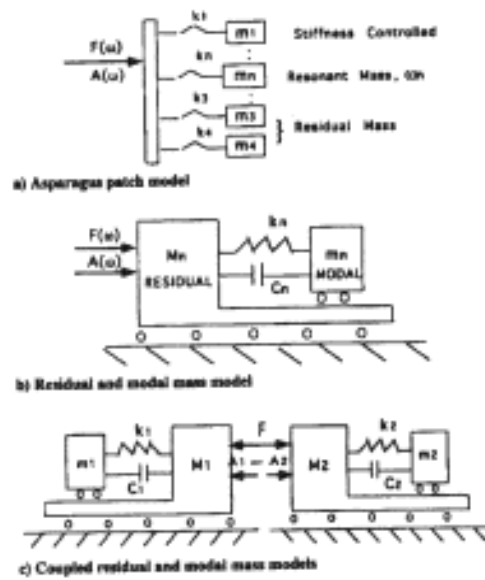 k1
m1
Stiffness Controlled
F(ω)
A(ω)
kn
mn
Resonant Mass, ωn
k3
m3
Residual Mass
k4
m4
a) Asparagus patch model
F(ω)
A(ω)
Mn
RESIDUAL
kn
Cn
mn
MODAL
b) Residual and modal mass model
m1
k1
C1
M1
F
A1 = A2
M2
k2
C2
m2
c) Coupled residual and modal mass models